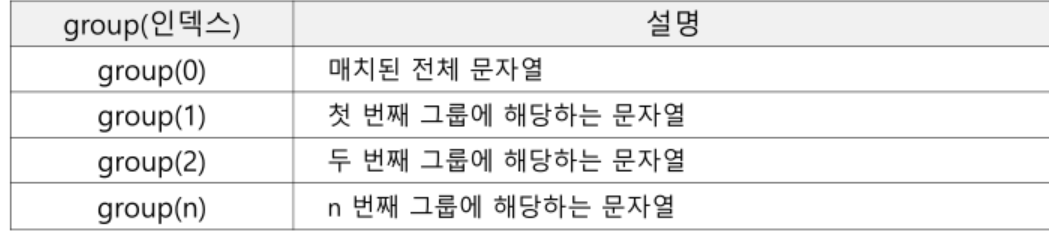 group(인덱스) 설명
group(0) 매치된 전체 문자열
group(1) 첫 번째 그룹에 해당하는 문자열
group(2) 두 번째 그룹에 해당하는 문자열
group(n) n 번째 그룹에 해당하는 문자열